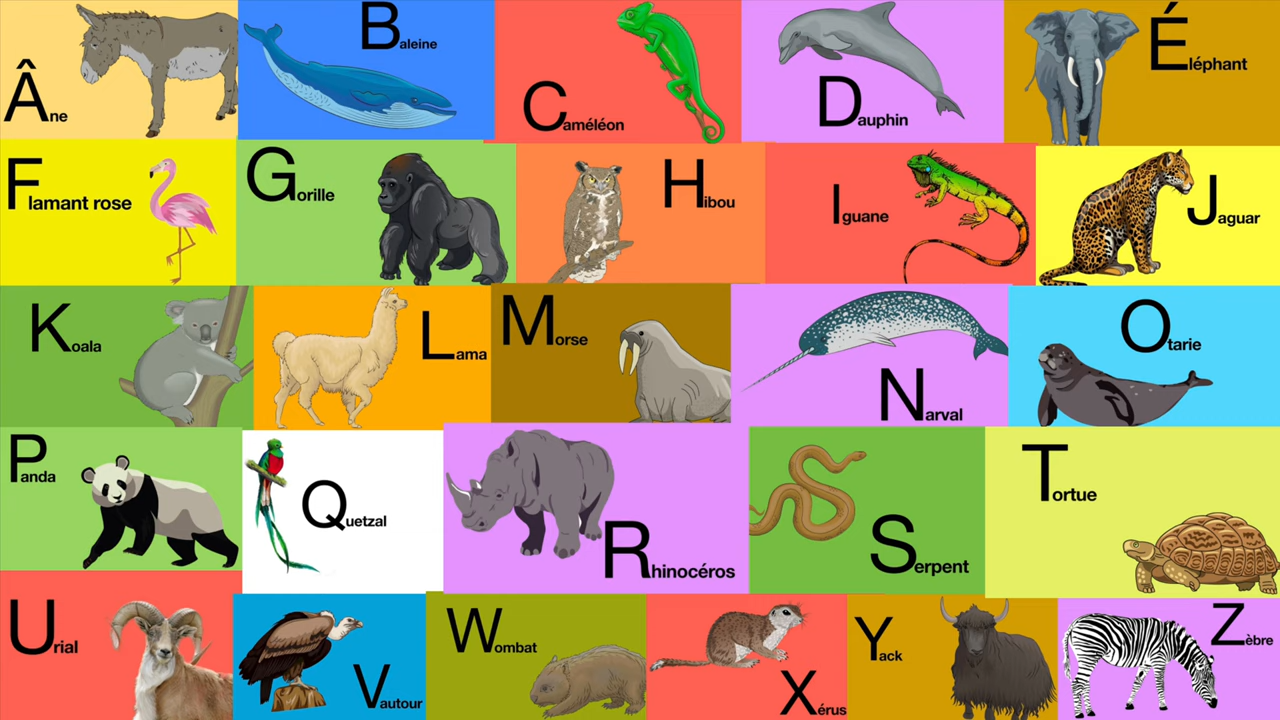 Âne
Baleine
Caméléon
Dauphin
Éléphant
Flamant rose
Gorille
Hibou
Iguane
Jaguar
Koala
Lama
Morse
Narval
Otarie
Panda
Quetzal
Rhinocéros
Serpent
Tortue
Urial
Vautour
Wombat
Xérus
Yack
Zèbre